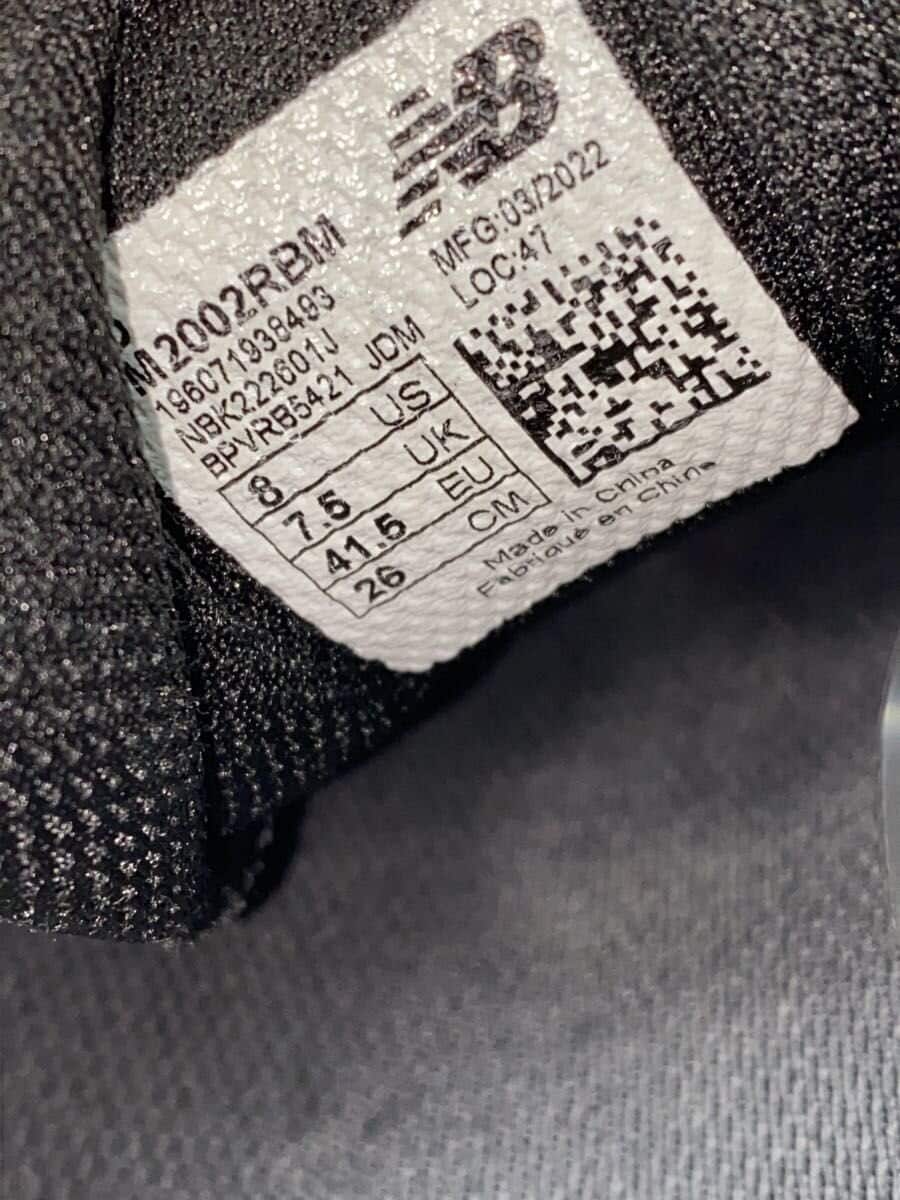 NB
MFG:03/2022
LOC:47
M2002RBM
196071938493
NBK222601J
BPVRB5421 JDM
8 US
7.5 UK
41.5 EU
26 CM
Made in China
Fabriqué en Chine